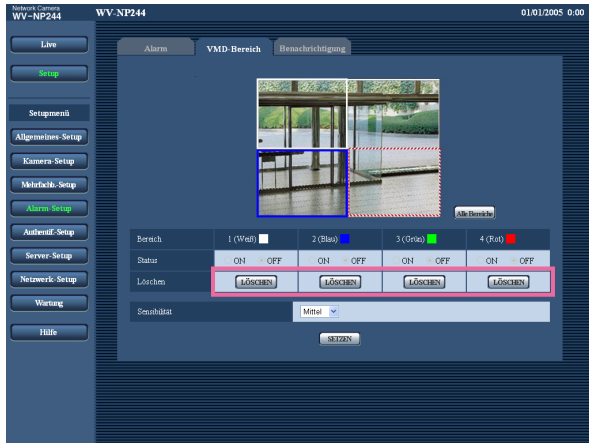 Network Camera
WV-NP244
WV-NP244 01/01/2005 0:00
Live
Setup
Setupmenü
Allgemeines-Setup
Kamera-Setup
Mehrfachb.-Setup
Alarm-Setup
Authentif.-Setup
Server-Setup
Netzwerk-Setup
Wartung
Hilfe
Alarm VMD-Bereich Benachrichtigung
Alle Bereiche
Bereich 1 (Weiß) 2 (Blau) 3 (Grün) 4 (Rot)
Status ON OFF ON OFF ON OFF ON OFF
Löschen LÖSCHEN LÖSCHEN LÖSCHEN LÖSCHEN
Sensibilität Mittel
SETZEN